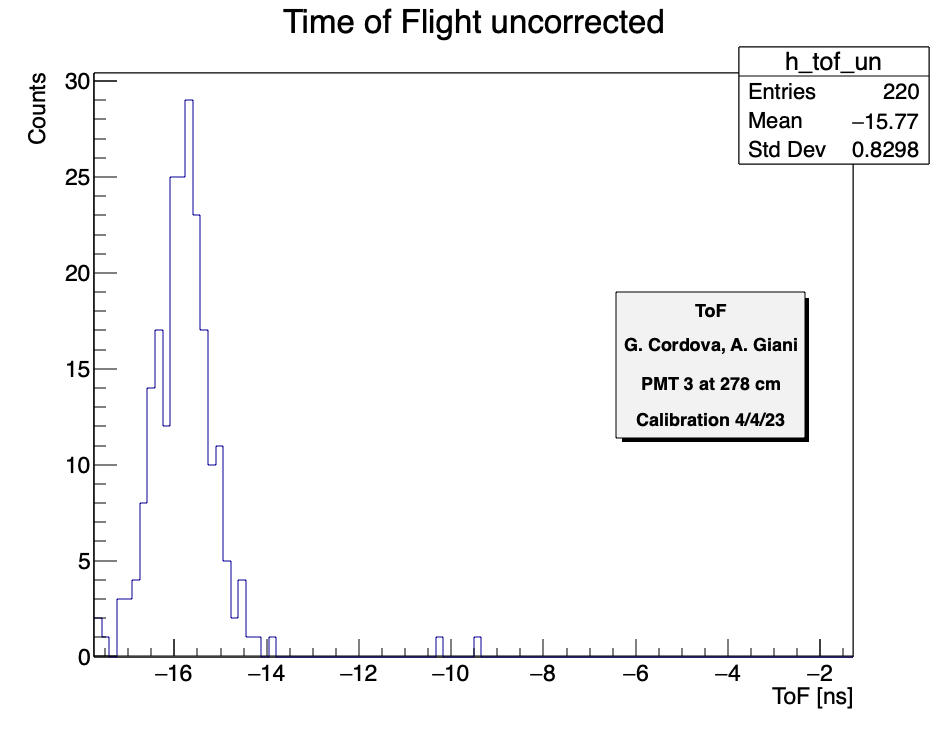 Time of Flight uncorrected
h_tof_un
Entries 220
Mean −15.77
Std Dev 0.8298
Counts
30
25
20
15
10
5
0
ToF
G. Cordova, A. Giani
PMT 3 at 278 cm
Calibration 4/4/23
−16 −14 −12 −10 −8 −6 −4 −2
ToF [ns]